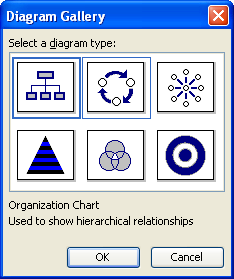 Diagram Gallery
Select a diagram type:
Organization Chart
Used to show hierarchical relationships
OK
Cancel